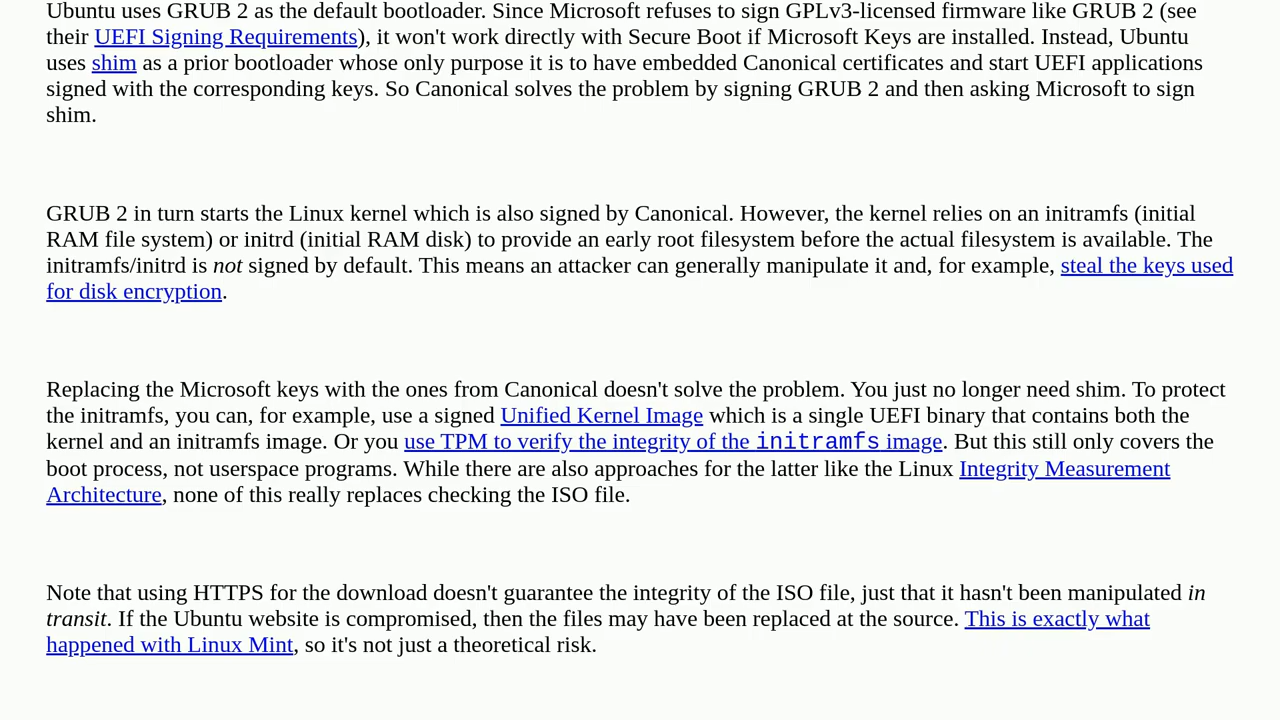 Ubuntu uses GRUB 2 as the default bootloader. Since Microsoft refuses to sign GPLv3-licensed firmware like GRUB 2 (see
their UEFI Signing Requirements), it won't work directly with Secure Boot if Microsoft Keys are installed. Instead, Ubuntu
uses shim as a prior bootloader whose only purpose it is to have embedded Canonical certificates and start UEFI applications
signed with the corresponding keys. So Canonical solves the problem by signing GRUB 2 and then asking Microsoft to sign
shim.
GRUB 2 in turn starts the Linux kernel which is also signed by Canonical. However, the kernel relies on an initramfs (initial
RAM file system) or initrd (initial RAM disk) to provide an early root filesystem before the actual filesystem is available. The
initramfs/initrd is not signed by default. This means an attacker can generally manipulate it and, for example, steal the keys used
for disk encryption.
Replacing the Microsoft keys with the ones from Canonical doesn't solve the problem. You just no longer need shim. To protect
the initramfs, you can, for example, use a signed Unified Kernel Image which is a single UEFI binary that contains both the
kernel and an initramfs image. Or you use TPM to verify the integrity of the initramfs image. But this still only covers the
boot process, not userspace programs. While there are also approaches for the latter like the Linux Integrity Measurement
Architecture, none of this really replaces checking the ISO file.
Note that using HTTPS for the download doesn't guarantee the integrity of the ISO file, just that it hasn't been manipulated in
transit. If the Ubuntu website is compromised, then the files may have been replaced at the source. This is exactly what
happened with Linux Mint, so it's not just a theoretical risk.